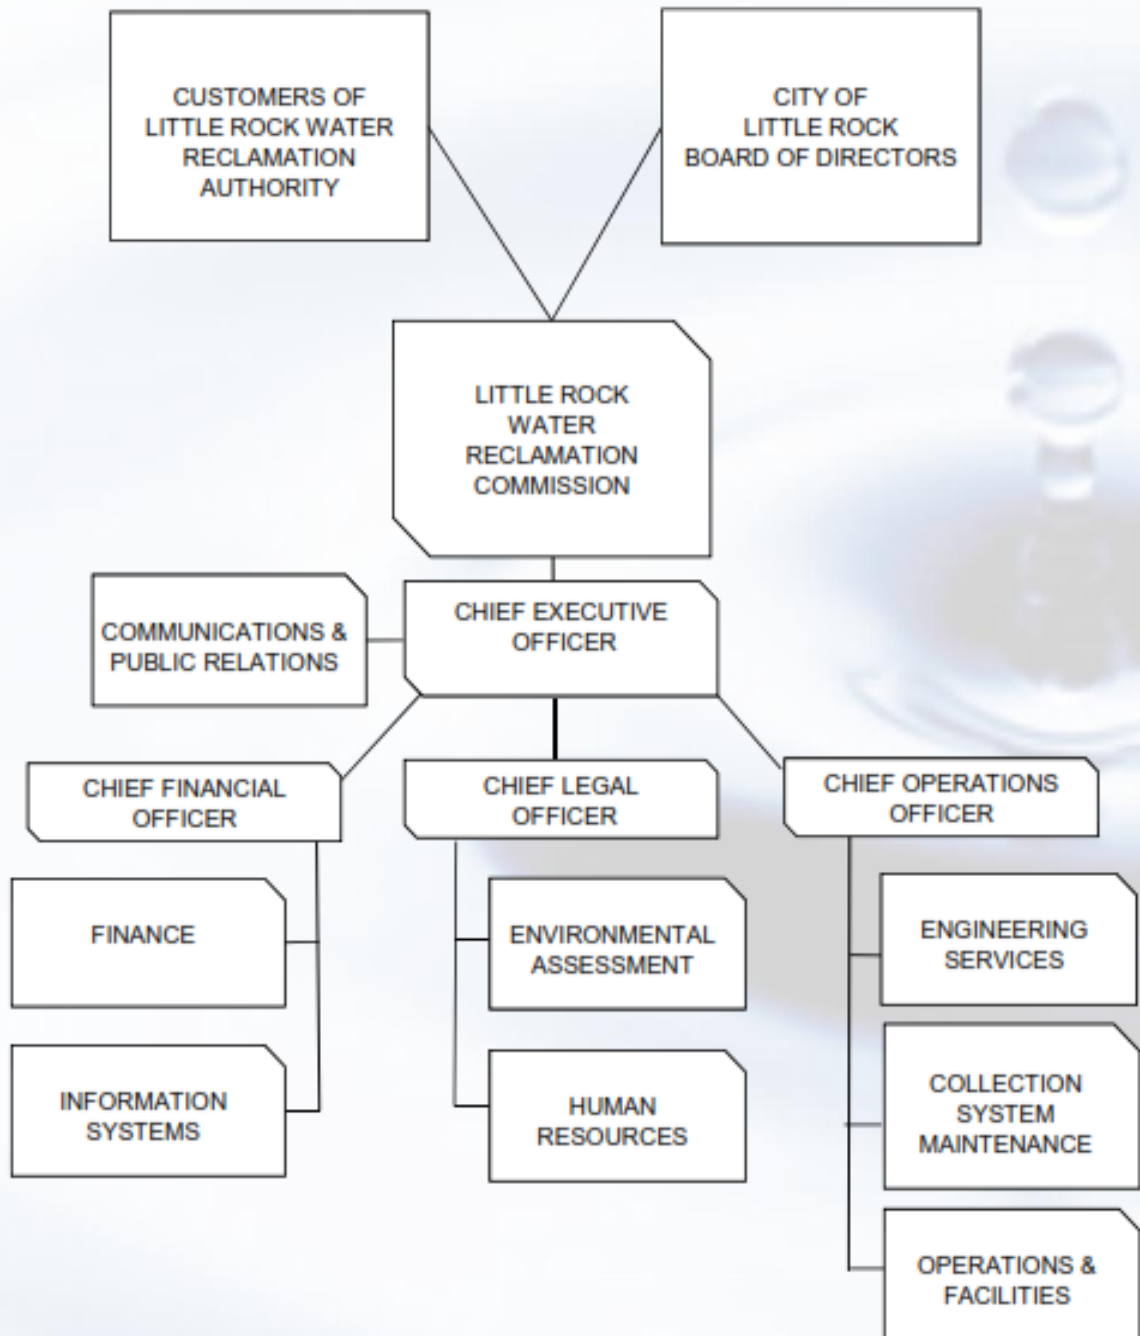 CUSTOMERS OF
LITTLE ROCK WATER
RECLAMATION
AUTHORITY
CITY OF
LITTLE ROCK
BOARD OF DIRECTORS
LITTLE ROCK
WATER
RECLAMATION
COMMISSION
COMMUNICATIONS &
PUBLIC RELATIONS
CHIEF EXECUTIVE
OFFICER
CHIEF FINANCIAL
OFFICER
CHIEF LEGAL
OFFICER
CHIEF OPERATIONS
OFFICER
FINANCE
ENVIRONMENTAL
ASSESSMENT
ENGINEERING
SERVICES
INFORMATION
SYSTEMS
HUMAN
RESOURCES
COLLECTION
SYSTEM
MAINTENANCE
OPERATIONS &
FACILITIES